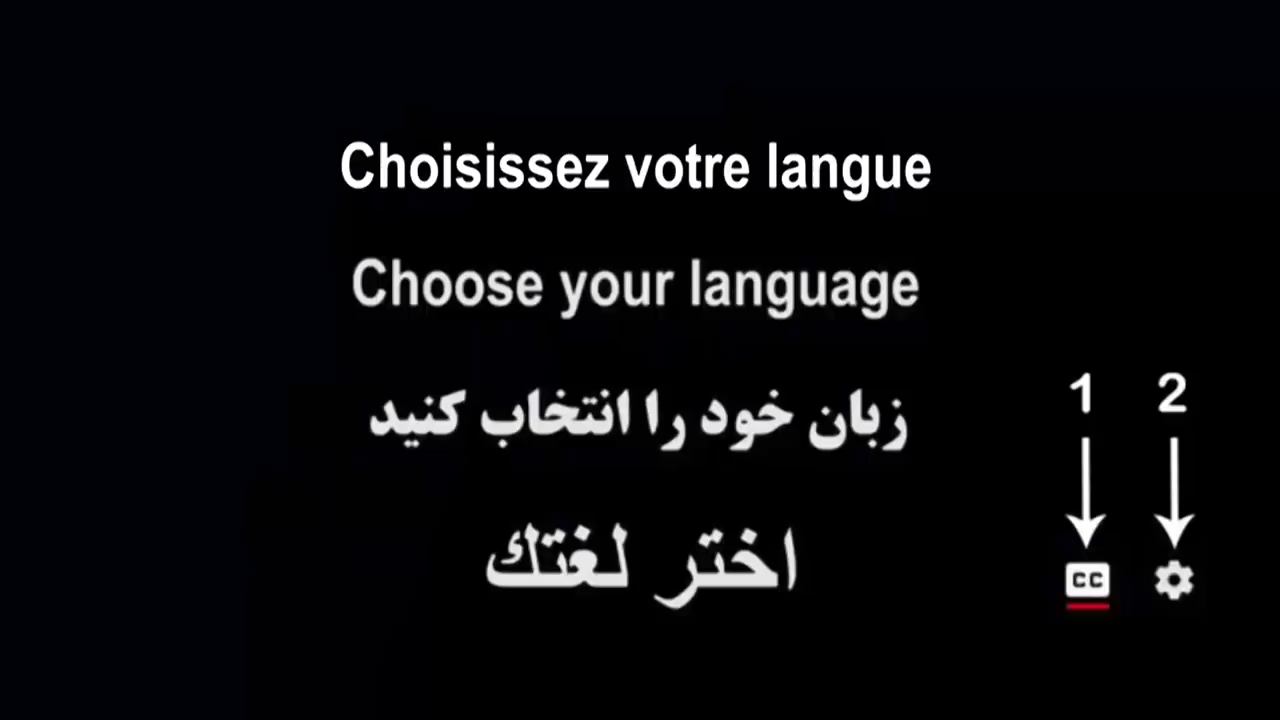 Choisissez votre langue
Choose your language
زبان خود را انتخاب کنید
اختر لغتك
1 2
CC